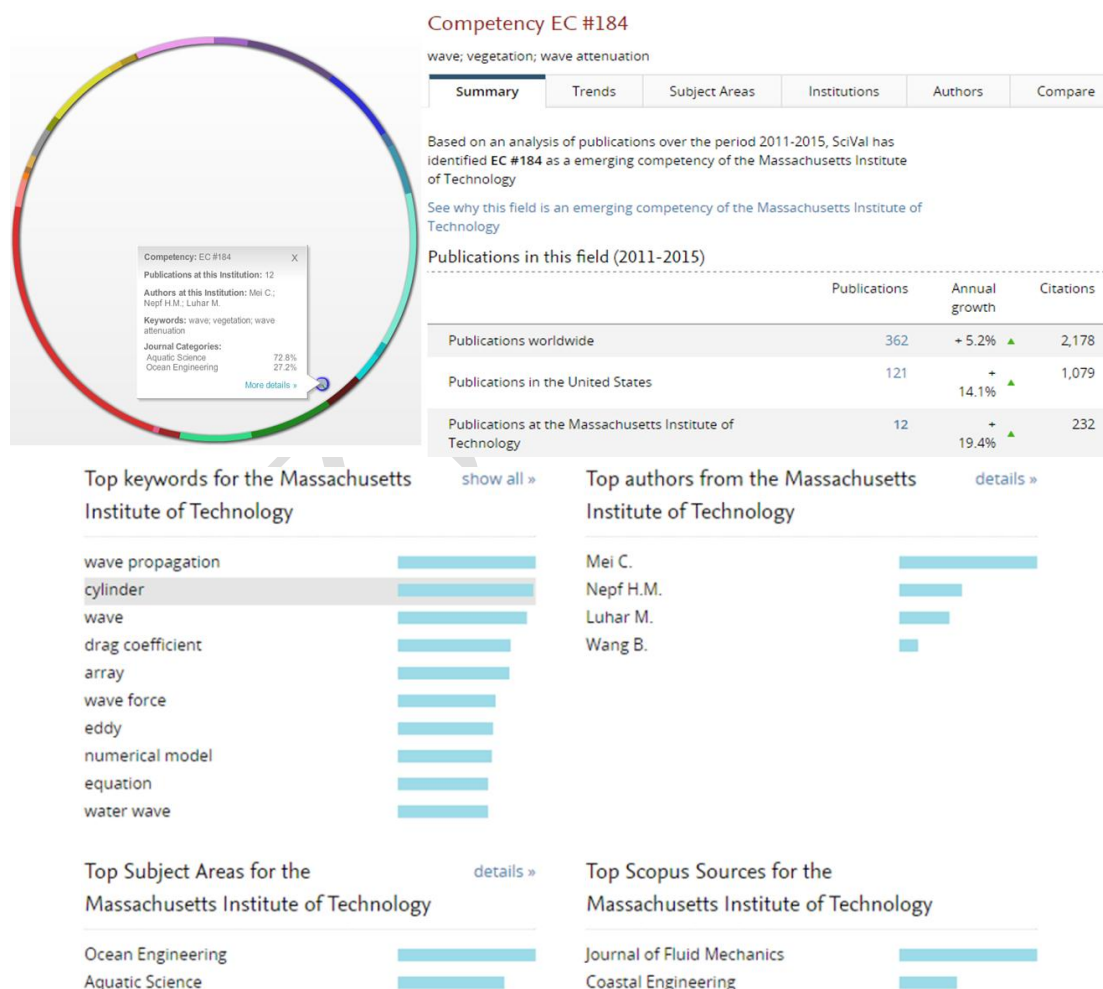 Competency EC #184
wave; vegetation; wave attenuation
Summary Trends Subject Areas Institutions Authors Compare
Based on an analysis of publications over the period 2011-2015, SciVal has
identified EC #184 as a emerging competency of the Massachusetts Institute
of Technology
See why this field is an emerging competency of the Massachusetts Institute of
Technology
Publications in this field (2011-2015)
Publications Annual growth Citations
Publications worldwide 362 + 5.2% ▲ 2,178
Publications in the United States 121 + 14.1% ▲ 1,079
Publications at the Massachusetts Institute of
Technology 12 + 19.4% ▲ 232
Competency: EC #184 X
Publications at this Institution: 12
Authors at this Institution: Mei C.;
Nepf H.M.; Luhar M.
Keywords: wave; vegetation; wave
attenuation
Journal Categories:
Aquatic Science 72.8%
Ocean Engineering 27.2%
More details »
Top keywords for the Massachusetts
Institute of Technology
show all »
wave propagation
cylinder
wave
drag coefficient
array
wave force
eddy
numerical model
equation
water wave
Top authors from the Massachusetts
Institute of Technology
details »
Mei C.
Nepf H.M.
Luhar M.
Wang B.
Top Subject Areas for the
Massachusetts Institute of Technology
details »
Ocean Engineering
Aquatic Science
Top Scopus Sources for the
Massachusetts Institute of Technology
Journal of Fluid Mechanics
Coastal Engineering